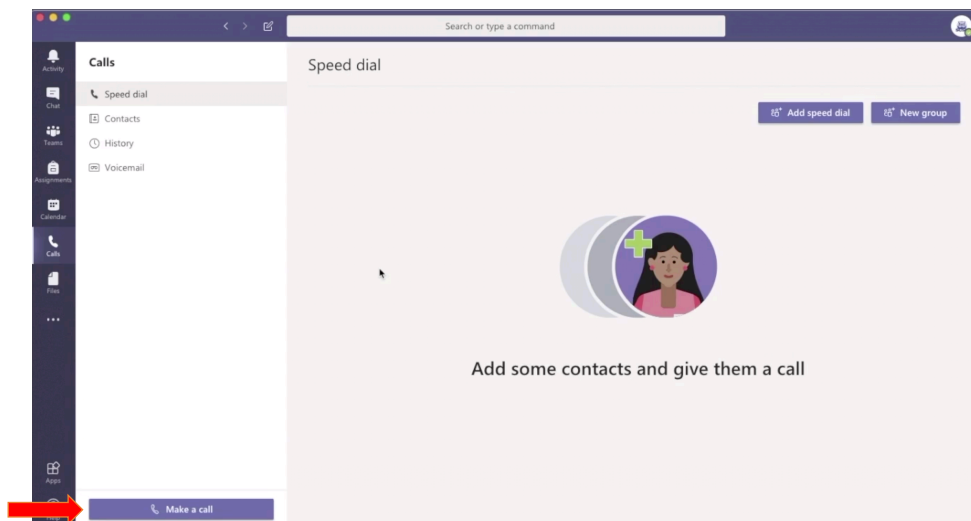 Search or type a command
Activity
Chat
Teams
Assignments
Calendar
Calls
Files
Apps
Calls
Speed dial
Contacts
History
Voicemail
Make a call
Speed dial
Add speed dial
New group
Add some contacts and give them a call